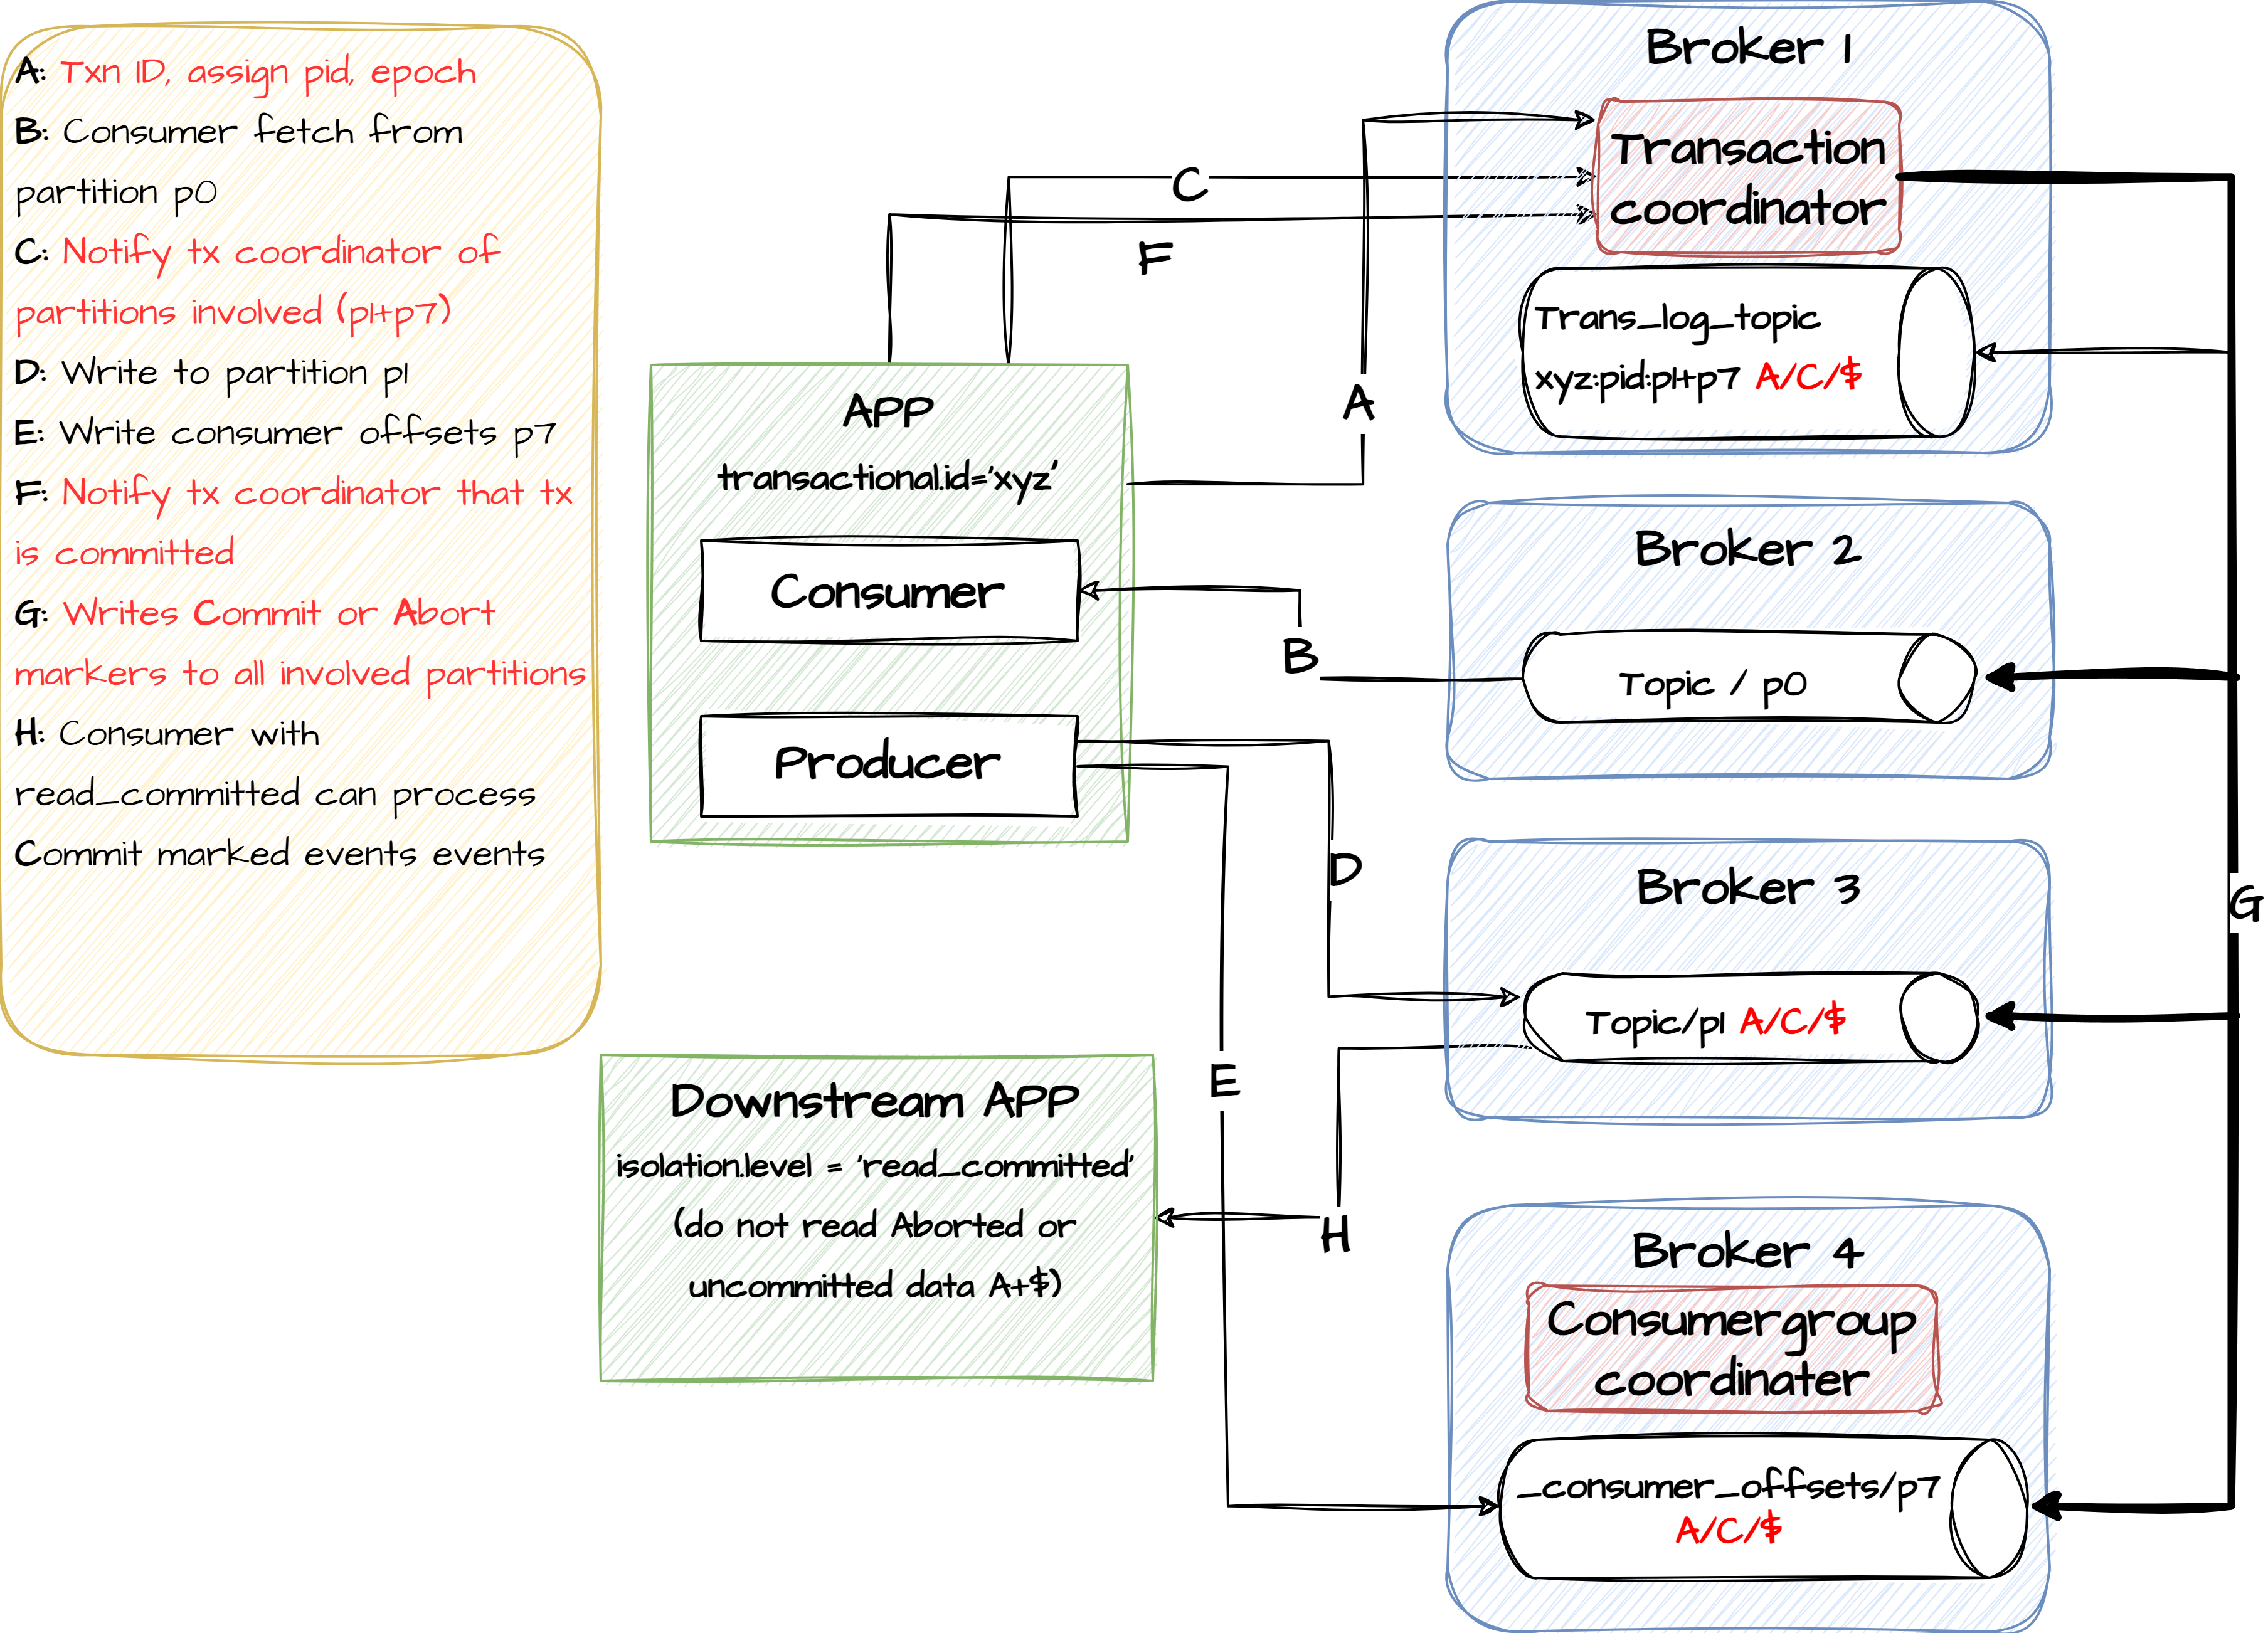 A: Txn ID, assign pid, epoch
B: Consumer fetch from
partition p0
C: Notify tx coordinator of
partitions involved (p1+p7)
D: Write to partition p1
E: Write consumer offsets p7
F: Notify tx coordinator that tx
is committed
G: Writes Commit or Abort
markers to all involved partitions
H: Consumer with
read_committed can process
Commit marked events events
C
F
A
APP
transactional.id='xyz'
Consumer
Producer
B
D
E
H
Downstream APP
isolation.level = 'read_committed'
(do not read Aborted or
uncommitted data A+$)
Broker 1
Transaction
coordinator
Trans_log_topic
xyz:pid:p1+p7 A/C/$
Broker 2
Topic / p0
Broker 3
Topic/p1 A/C/$
Broker 4
Consumergroup
coordinater
_consumer_offsets/p7
A/C/$
G